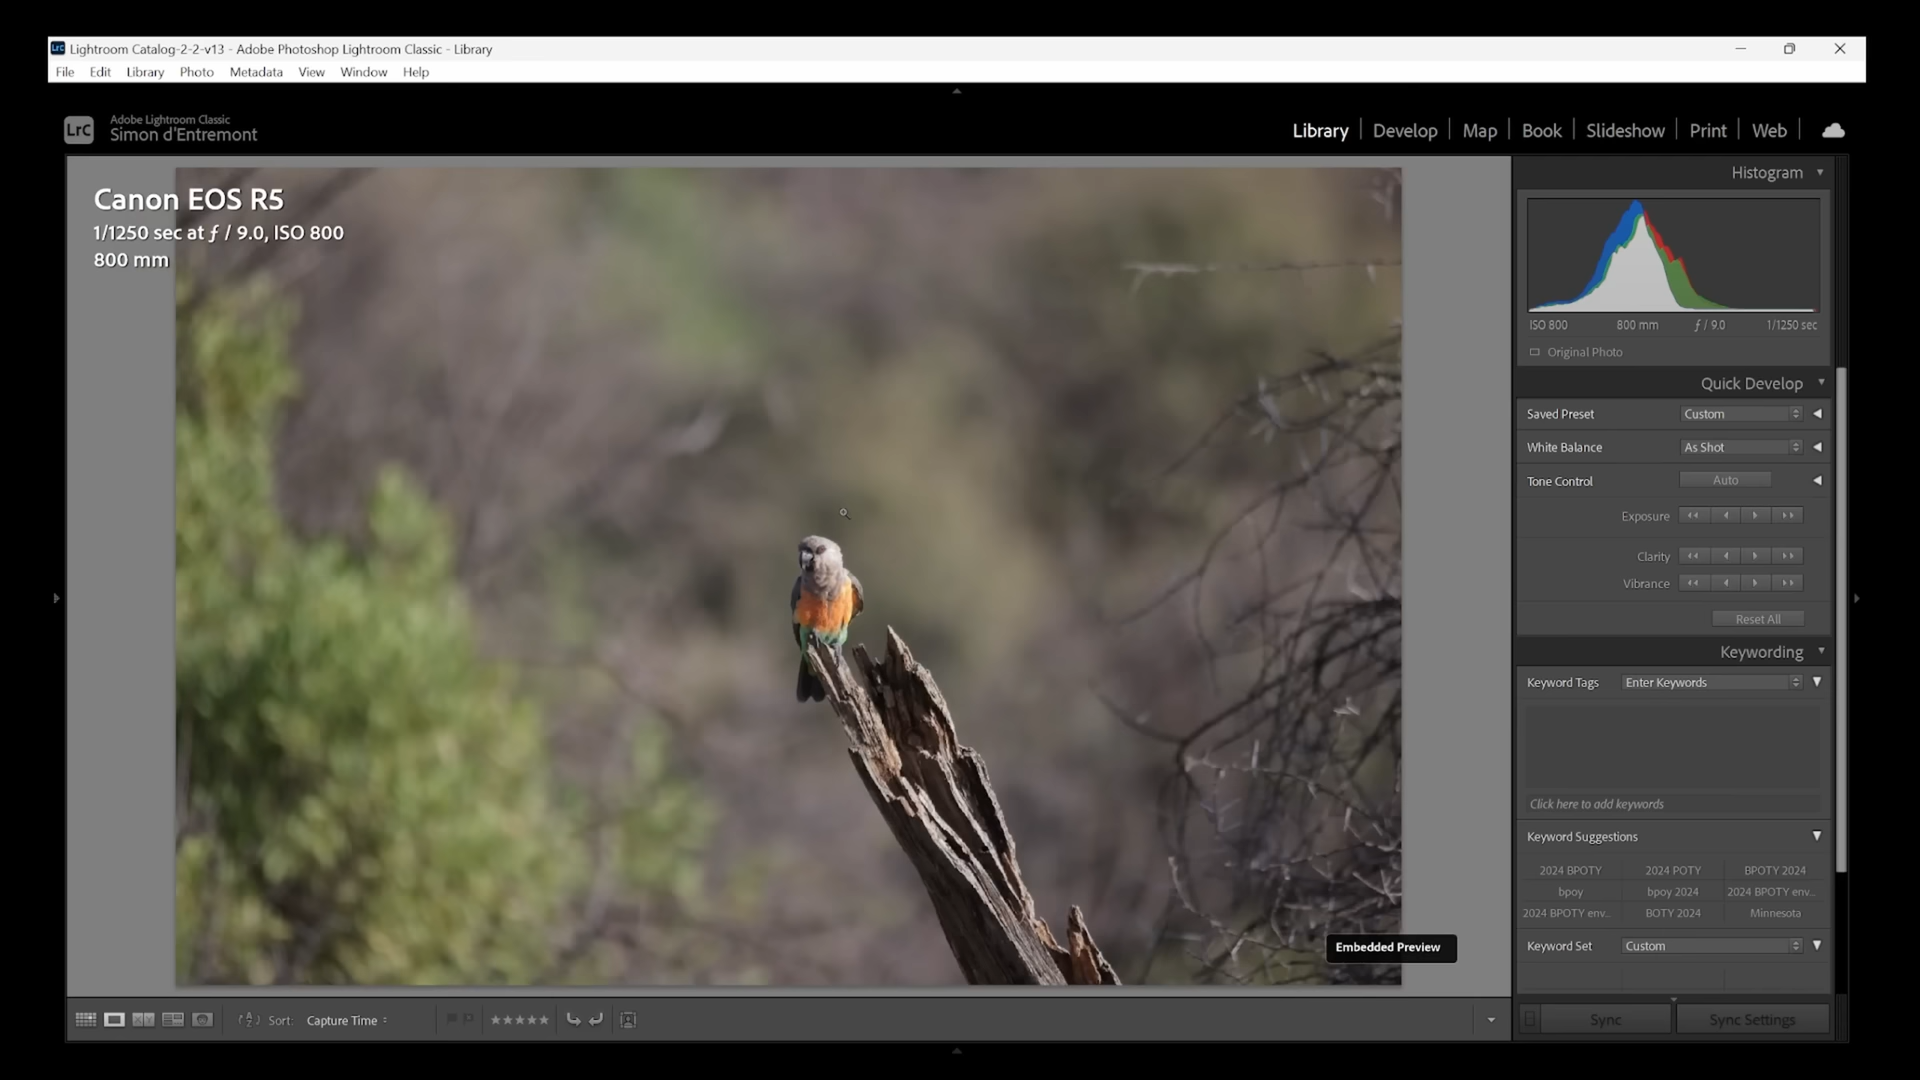 Lightroom Catalog-2-2-v13 - Adobe Photoshop Lightroom Classic - Library
File Edit Library Photo Metadata View Window Help
LrC
Adobe Lightroom Classic
Simon d'Entremont
Library | Develop | Map | Book | Slideshow | Print | Web |
Canon EOS R5
1/1250 sec at ƒ / 9.0, ISO 800
800 mm
Histogram
ISO 800 800 mm ƒ / 9.0 1/1250 sec
Original Photo
Quick Develop
Saved Preset Custom
White Balance As Shot
Tone Control Auto
Exposure
Clarity
Vibrance
Reset All
Keywording
Keyword Tags Enter Keywords
Click here to add keywords
Keyword Suggestions
2024 BPOTY 2024 POTY BPOTY 2024
bpoy bpoy 2024 2024 BPOTY env...
2024 BPOTY env... BOTY 2024 Minnesota
Keyword Set Custom
Embedded Preview
Sort: Capture Time
Sync Sync Settings